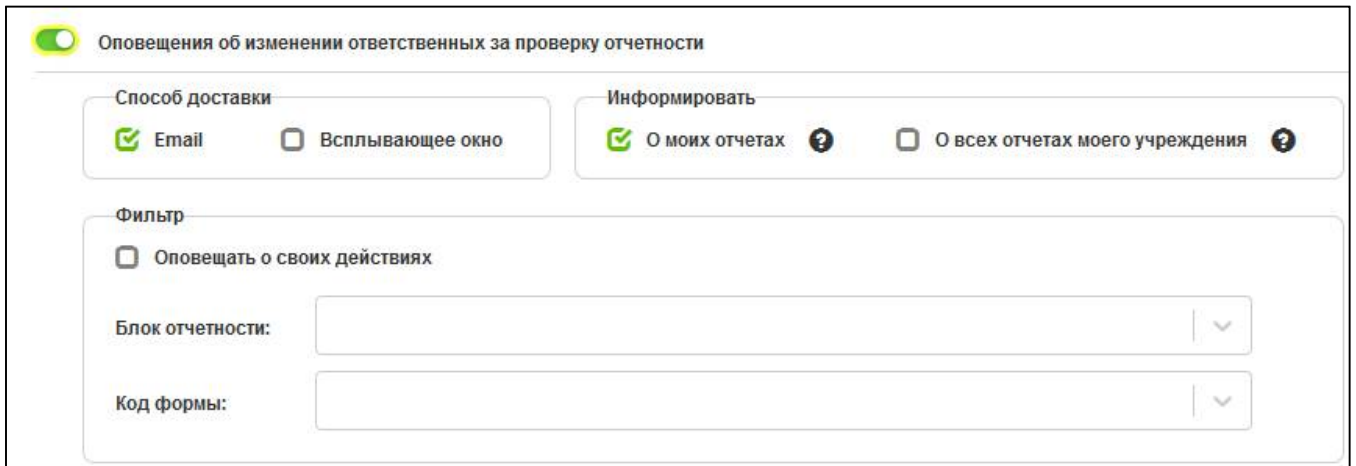 Оповещения об изменении ответственных за проверку отчетности
Способ доставки
Информировать
Email
Всплывающее окно
О моих отчетах ?
О всех отчетах моего учреждения ?
Фильтр
Оповещать о своих действиях
Блок отчетности:
Код формы: